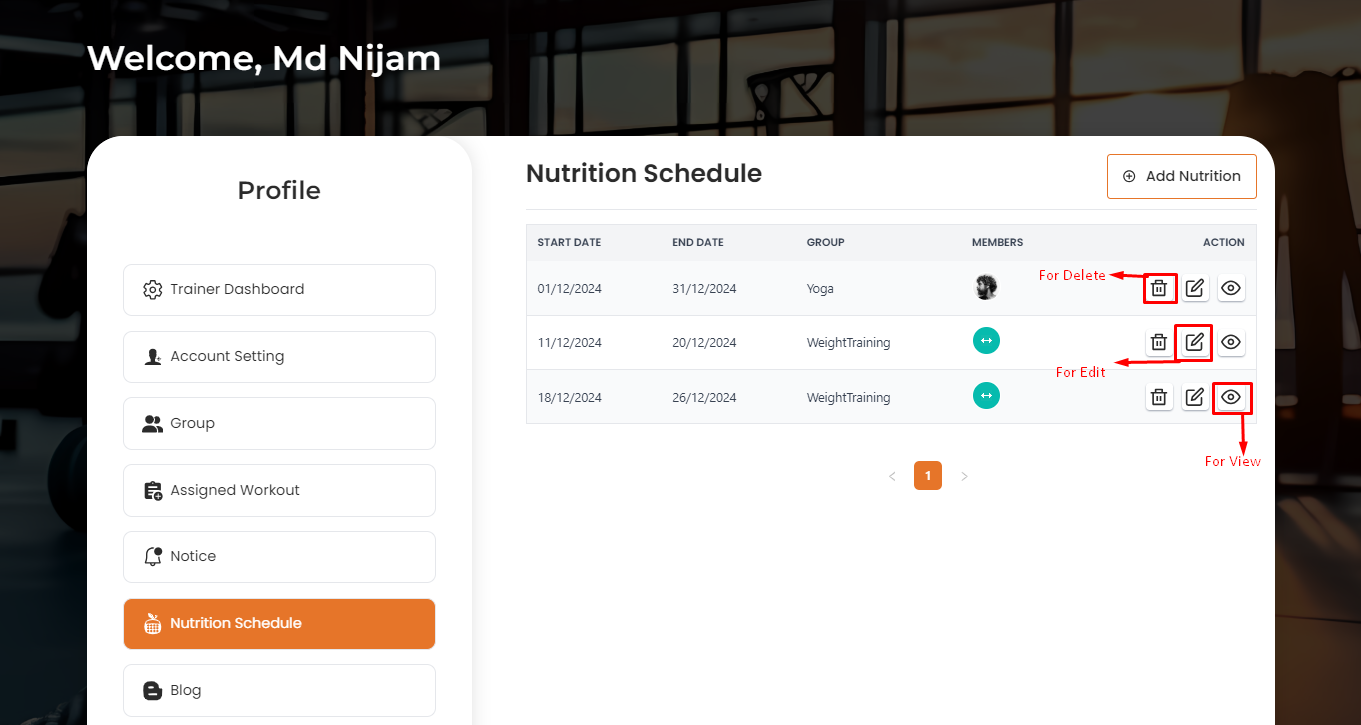 Welcome, Md Nijam
Profile
Trainer Dashboard
Account Setting
Group
Assigned Workout
Notice
Nutrition Schedule
Blog
Nutrition Schedule
Add Nutrition
START DATE END DATE GROUP MEMBERS ACTION
01/12/2024 31/12/2024 Yoga For Delete
11/12/2024 20/12/2024 WeightTraining
For Edit
18/12/2024 26/12/2024 WeightTraining
For View
1